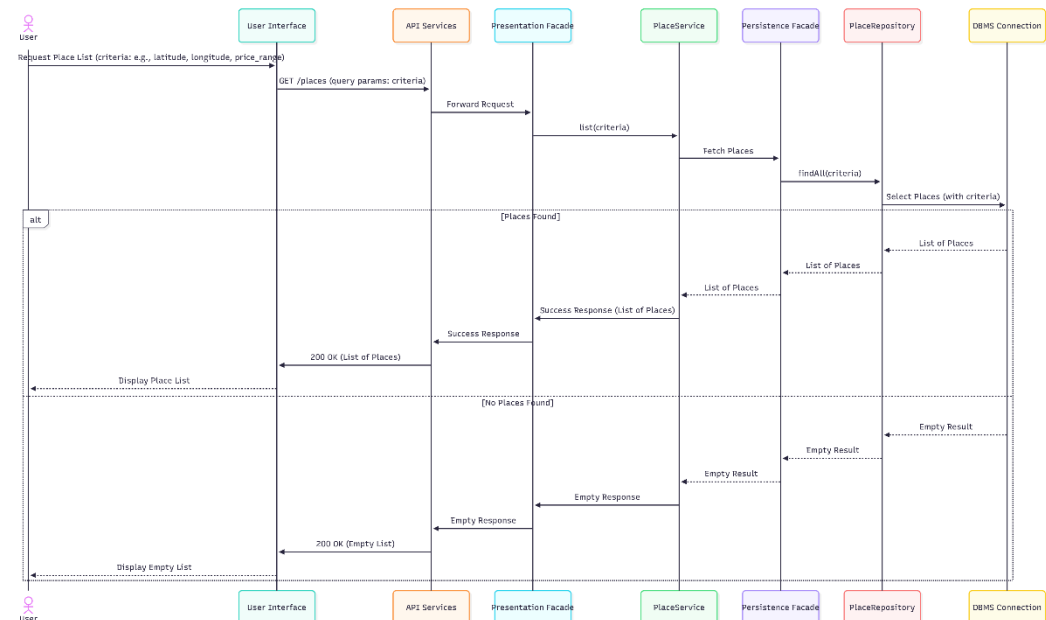 User
User Interface
API Services
Presentation Facade
PlaceService
Persistence Facade
PlaceRepository
DBMS Connection
Request Place List (criteria: e.g., latitude, longitude, price_range)
GET /places (query params: criteria)
Forward Request
list(criteria)
Fetch Places
findAll(criteria)
Select Places (with criteria)
alt
[Places Found]
List of Places
List of Places
List of Places
Success Response (List of Places)
Success Response
200 OK (List of Places)
Display Place List
[No Places Found]
Empty Result
Empty Result
Empty Result
Empty Response
Empty Response
200 OK (Empty List)
Display Empty List
User
User Interface
API Services
Presentation Facade
PlaceService
Persistence Facade
PlaceRepository
DBMS Connection